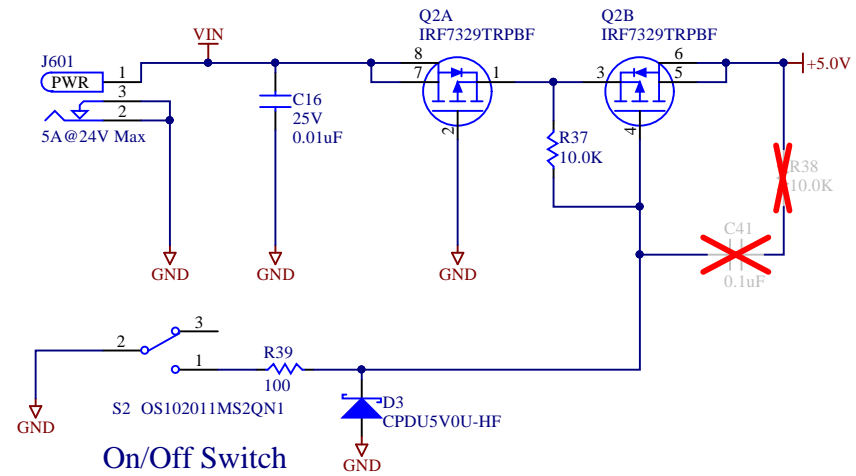 Q2A
IRF7329TRPBF
Q2B
IRF7329TRPBF
VIN
J601
PWR
1
3
2
5A@24V Max
C16
25V
0.01uF
8
7
1
2
3
6
5
4
+5.0V
R37
10.0K
R38
10.0K
C41
0.1uF
GND
GND
GND
2
3
1
R39
100
S2 OS102011MS2QN1
D3
CPDU5V0U-HF
GND
GND
On/Off Switch